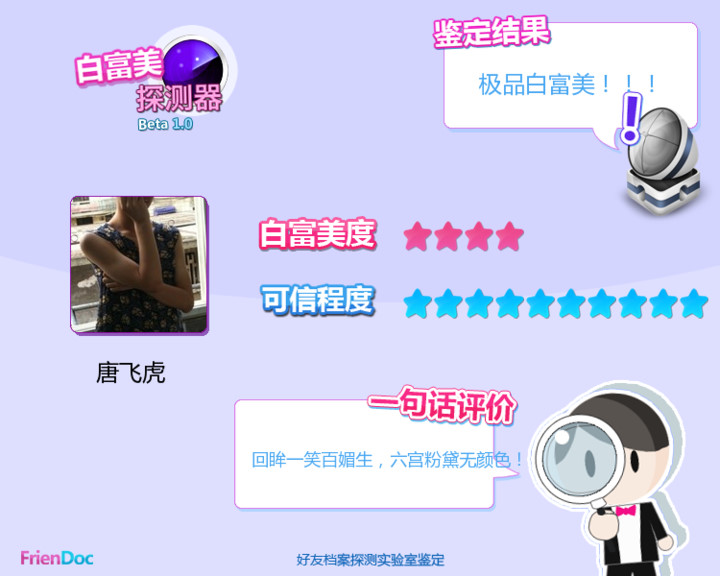 白富美
探测器
Beta 1.0
鉴定结果
极品白富美！！！
白富美度
可信程度
唐飞虎
一句话评价
回眸一笑百媚生，六宫粉黛无颜色！
FrienDoc
好友档案探测实验室鉴定